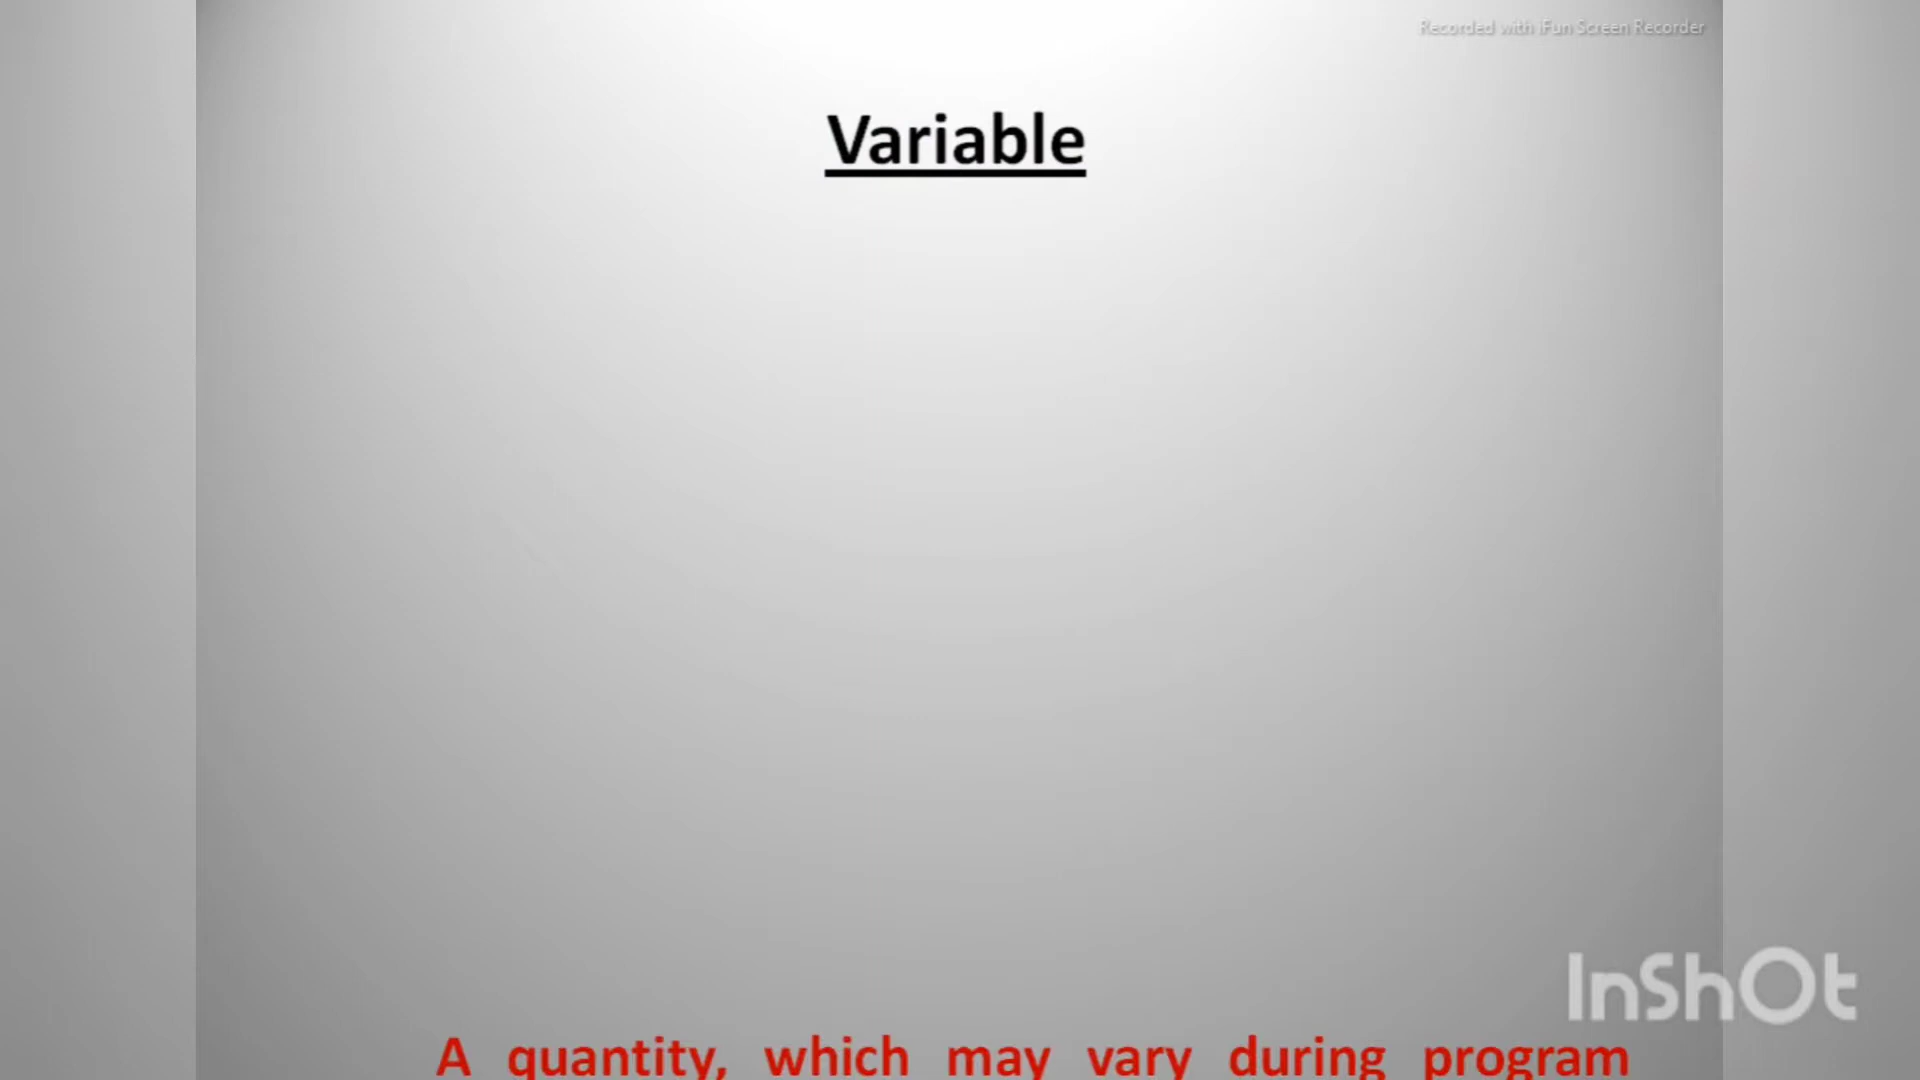 Recorded with iFun Screen Recorder
Variable
InShOt
A quantity, which may vary during program